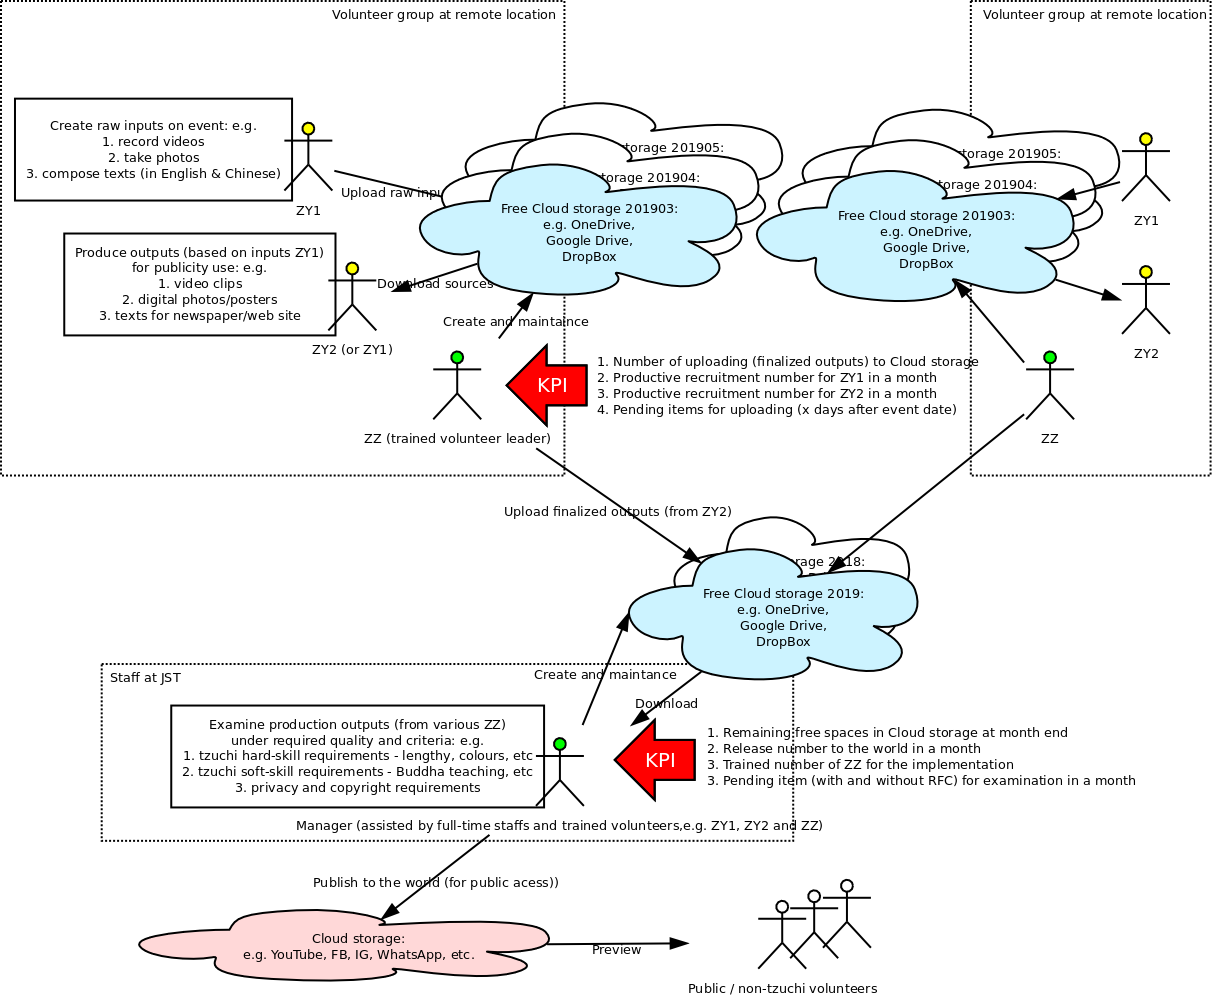 Volunteer group at remote location
Volunteer group at remote location
Create raw inputs on event: e.g.
1. record videos
2. take photos
3. compose texts (in English & Chinese)
ZY1
Upload raw inpu
torage 201905:
torage 201904:
Free Cloud storage 201903:
e.g. OneDrive,
Google Drive,
DropBox
storage 201905:
torage 201904:
Free Cloud storage 201903:
e.g. OneDrive,
Google Drive,
DropBox
ZY1
Produce outputs (based on inputs ZY1)
for publicity use: e.g.
1. video clips
2. digital photos/posters
3. texts for newspaper/web site
ZY2 (or ZY1)
Download sources
Create and maintaince
ZY2
KPI
1. Number of uploading (finalized outputs) to Cloud storage
2. Productive recruitment number for ZY1 in a month
3. Productive recruitment number for ZY2 in a month
4. Pending items for uploading (x days after event date)
ZZ (trained volunteer leader)
ZZ
Upload finalized outputs (from ZY2)
rage 2018:
Free Cloud storage 2019:
e.g. OneDrive,
Google Drive,
DropBox
Staff at JST
Create and maintance
Download
Examine production outputs (from various ZZ)
under required quality and criteria: e.g.
1. tzuchi hard-skill requirements - lengthy, colours, etc
2. tzuchi soft-skill requirements - Buddha teaching, etc
3. privacy and copyright requirements
KPI
1. Remaining free spaces in Cloud storage at month end
2. Release number to the world in a month
3. Trained number of ZZ for the implementation
3. Pending item (with and without RFC) for examination in a month
Manager (assisted by full-time staffs and trained volunteers,e.g. ZY1, ZY2 and ZZ)
Publish to the world (for public acess))
Cloud storage:
e.g. YouTube, FB, IG, WhatsApp, etc.
Preview
Public / non-tzuchi volunteers